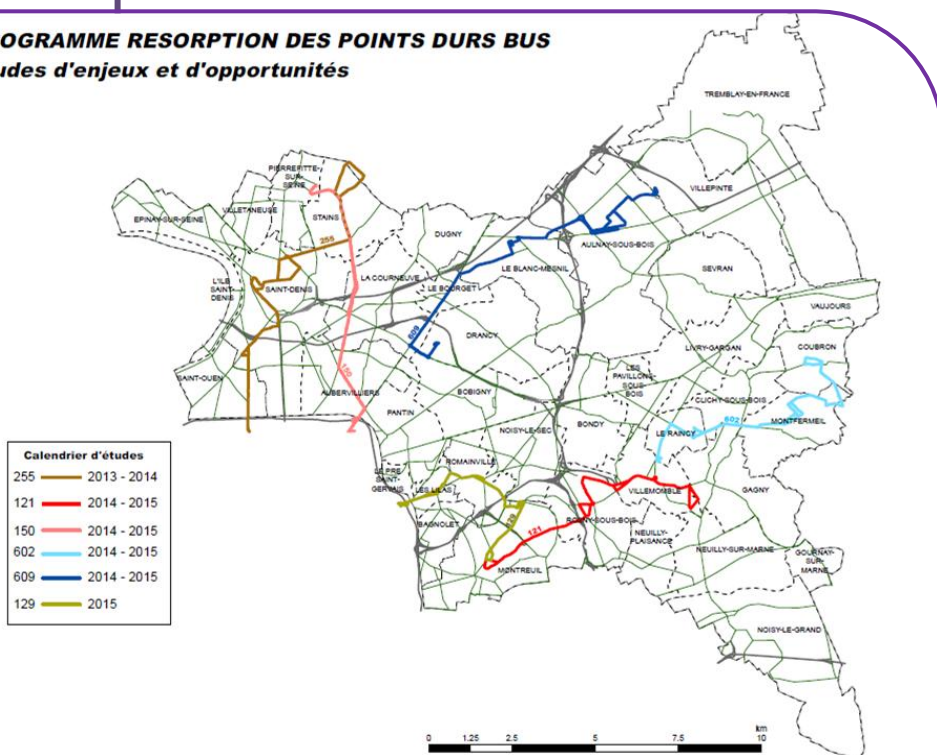 OGRAMME RESORPTION DES POINTS DURS BUS
udes d'enjeux et d'opportunités
TREMBLAY-EN-FRANCE
PIERREFITTE-
SUR-
SEINE
VILLEPINTE
VILLETANEUSE
STAINS
EPINAY-SUR-SEINE
DUGNY
255
AULNAY-SOUS-BOIS
LA COURNEUVE
LE BLANC-MESNIL
SEVRAN
L'ILE
SAINT-
DENIS
SAINT-DENIS
LE BOURGET
VAUJOURS
609
DRANCY
LIVRY-GARGAN
COUBRON
150
LES
PAVILLONS-
SOUS-
BOIS
SAINT-OUEN
AUBERVILLIERS
BOBIGNY
CLICHY-SOUS-BOIS
PANTIN
602
MONTFERMEIL
NOISY-LE-SEC
BONDY
LE RAINCY
Calendrier d'études
255 2013 - 2014
121 2014 - 2015
150 2014 - 2015
602 2014 - 2015
609 2014 - 2015
129 2015
ROMAINVILLE
LE PRE
SAINT-
GERVAIS
LES LILAS
VILLEMOMBLE
GAGNY
129
BAGNOLET
121
ROSNY-SOUS-BOIS
NEUILLY-
PLAISANCE
NEUILLY-SUR-MARNE
GOURNAY-
SUR-
MARNE
MONTREUIL
NOISY-LE-GRAND
km
0 1.25 2.5 5 7.5 10